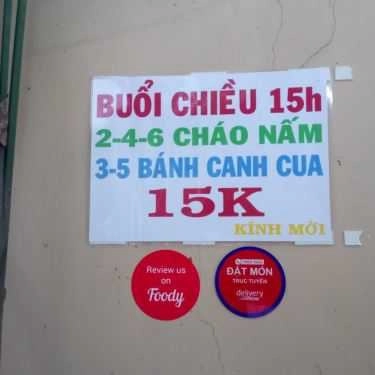 BUỔI CHIỀU 15h
2-4-6 CHÁO NẤM
3-5 BÁNH CANH CUA
15K
KÍNH MỜI
Review us
on
Foody
ĐẶT MÓN
TRỰC TUYẾN
delivery